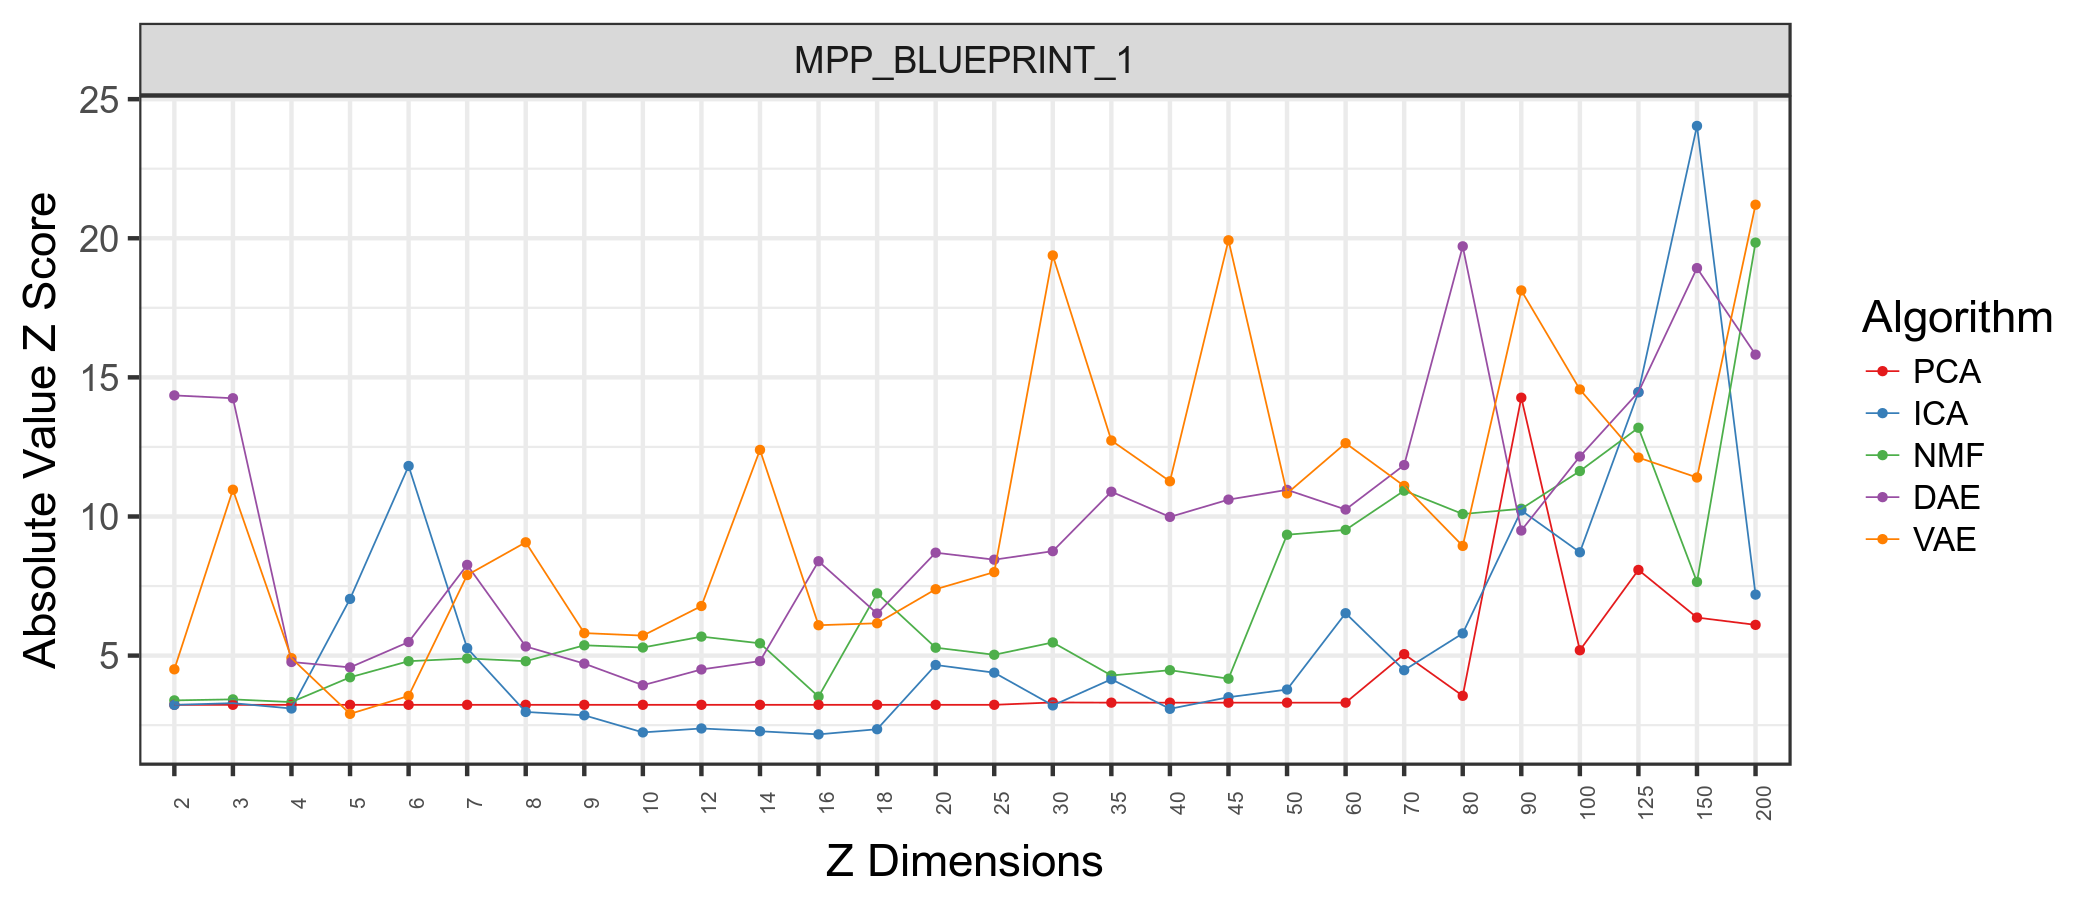 MPP_BLUEPRINT_1
Absolute Value Z Score
25
20
15
10
5
2 3 4 5 6 7 8 9 10 12 14 16 18 20 25 30 35 40 45 50 60 70 80 90 100 125 150 200
Z Dimensions
Algorithm
PCA
ICA
NMF
DAE
VAE